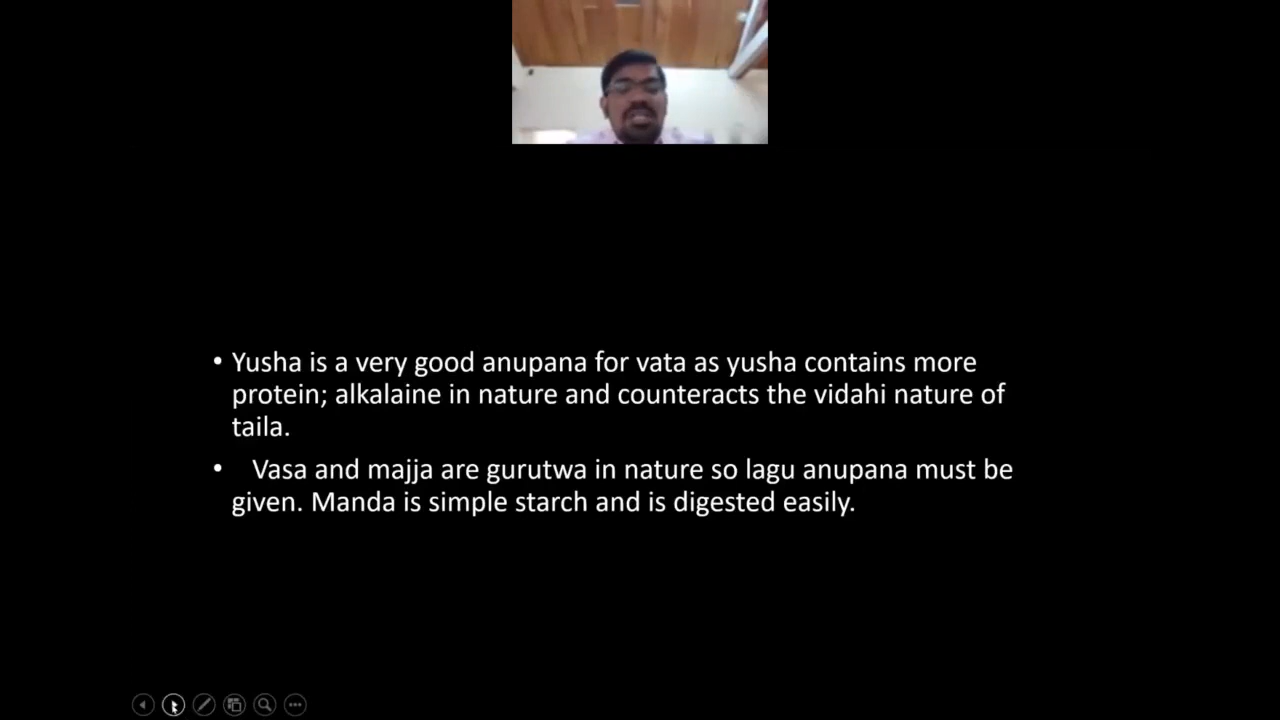 • Yusha is a very good anupana for vata as yusha contains more
protein; alkalaine in nature and counteracts the vidahi nature of
taila.
• Vasa and majja are gurutwa in nature so lagu anupana must be
given. Manda is simple starch and is digested easily.